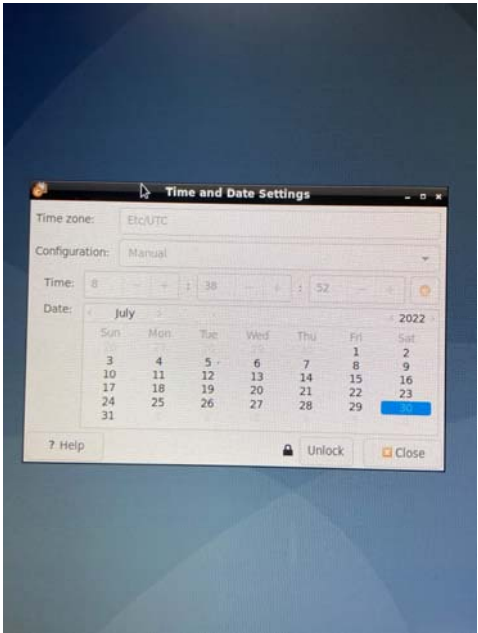 Time and Date Settings
Time zone: Etc/UTC
Configuration: Manual
Time: 8 - + : 38 - + : 52 - +
Date: July 2022
Sun Mon Tue Wed Thu Fri Sat
1 2
3 4 5 6 7 8 9
10 11 12 13 14 15 16
17 18 19 20 21 22 23
24 25 26 27 28 29 30
31
? Help Unlock Close